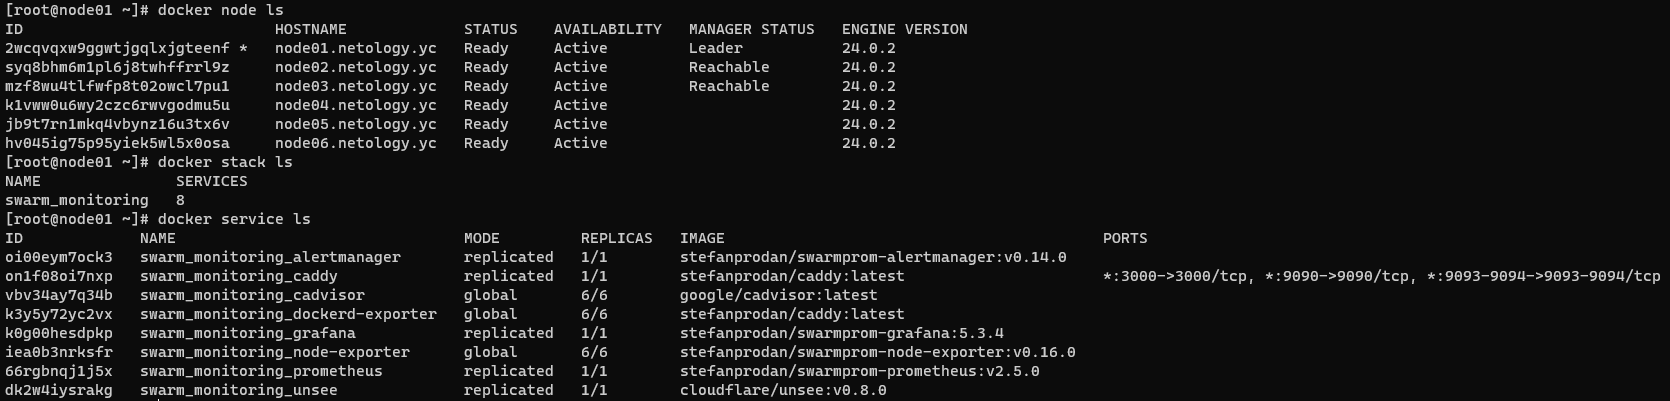 [root@node01 ~]# docker node ls
ID                            HOSTNAME             STATUS    AVAILABILITY   MANAGER STATUS   ENGINE VERSION
2wcqvqxw9ggwtjgqlxjgteenf *   node01.netology.yc   Ready     Active         Leader           24.0.2
syq8bhm6m1pl6j8twhffrrl9z     node02.netology.yc   Ready     Active         Reachable        24.0.2
mzf8wu4tlfwfp8t02owcl7pu1     node03.netology.yc   Ready     Active         Reachable        24.0.2
k1vww0u6wy2czc6rwvgodmu5u     node04.netology.yc   Ready     Active                          24.0.2
jb9t7rn1mkq4vbynz16u3tx6v     node05.netology.yc   Ready     Active                          24.0.2
hv045ig75p95yiek5wl5x0osa     node06.netology.yc   Ready     Active                          24.0.2
[root@node01 ~]# docker stack ls
NAME               SERVICES
swarm_monitoring   8
[root@node01 ~]# docker service ls
ID             NAME                                MODE         REPLICAS   IMAGE                                          PORTS
oi00eym7ock3   swarm_monitoring_alertmanager       replicated   1/1        stefanprodan/swarmprom-alertmanager:v0.14.0
on1f08oi7nxp   swarm_monitoring_caddy              replicated   1/1        stefanprodan/caddy:latest                      *:3000->3000/tcp, *:9090->9090/tcp, *:9093-9094->9093-9094/tcp
vbv34ay7q34b   swarm_monitoring_cadvisor           global       6/6        google/cadvisor:latest
k3y5y72yc2vx   swarm_monitoring_dockerd-exporter   global       6/6        stefanprodan/caddy:latest
k0g00hesdpkp   swarm_monitoring_grafana            replicated   1/1        stefanprodan/swarmprom-grafana:5.3.4
iea0b3nrksfr   swarm_monitoring_node-exporter      global       6/6        stefanprodan/swarmprom-node-exporter:v0.16.0
66rgbnqj1j5x   swarm_monitoring_prometheus         replicated   1/1        stefanprodan/swarmprom-prometheus:v2.5.0
dk2w4iysrakg   swarm_monitoring_unsee              replicated   1/1        cloudflare/unsee:v0.8.0